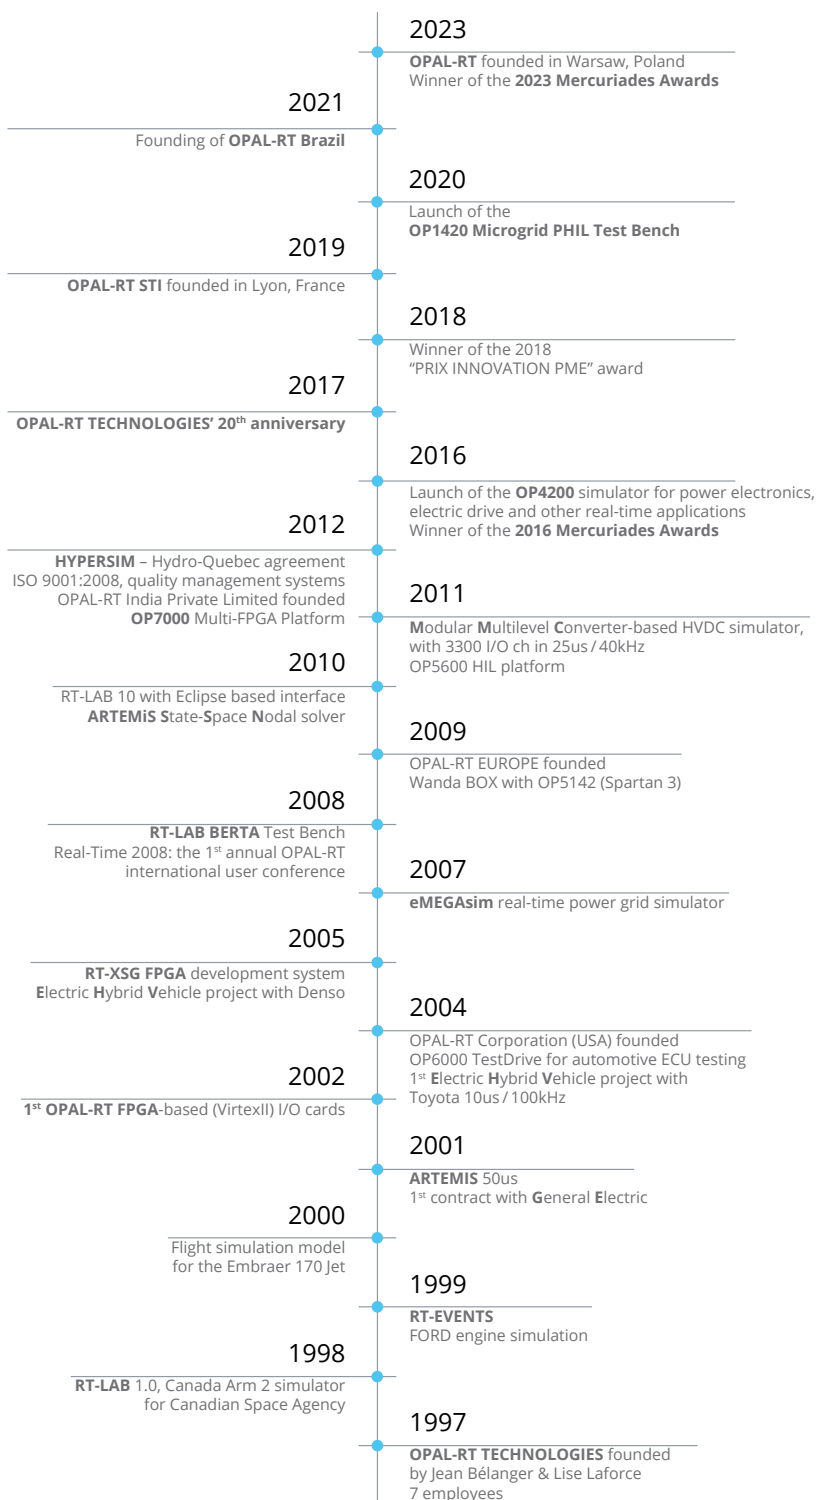 2023
OPAL-RT founded in Warsaw, Poland
Winner of the 2023 Mercuriades Awards
2021
Founding of OPAL-RT Brazil
2020
Launch of the
OP1420 Microgrid PHIL Test Bench
2019
OPAL-RT STI founded in Lyon, France
2018
Winner of the 2018
“PRIX INNOVATION PME” award
2017
OPAL-RT TECHNOLOGIES’ 20th anniversary
2016
Launch of the OP4200 simulator for power electronics,
electric drive and other real-time applications
Winner of the 2016 Mercuriades Awards
2012
HYPERSIM – Hydro-Quebec agreement
ISO 9001:2008, quality management systems
OPAL-RT India Private Limited founded
OP7000 Multi-FPGA Platform
2011
Modular Multilevel Converter-based HVDC simulator,
with 3300 I/O ch in 25us / 40kHz
OP5600 HIL platform
2010
RT-LAB 10 with Eclipse based interface
ARTEMiS State-Space Nodal solver
2009
OPAL-RT EUROPE founded
Wanda BOX with OP5142 (Spartan 3)
2008
RT-LAB BERTA Test Bench
Real-Time 2008: the 1st annual OPAL-RT
international user conference
2007
eMEGAsim real-time power grid simulator
2005
RT-XSG FPGA development system
Electric Hybrid Vehicle project with Denso
2004
OPAL-RT Corporation (USA) founded
OP6000 TestDrive for automotive ECU testing
1st Electric Hybrid Vehicle project with
Toyota 10us / 100kHz
2002
1st OPAL-RT FPGA-based (VirtexII) I/O cards
2001
ARTEMIS 50us
1st contract with General Electric
2000
Flight simulation model
for the Embraer 170 Jet
1999
RT-EVENTS
FORD engine simulation
1998
RT-LAB 1.0, Canada Arm 2 simulator
for Canadian Space Agency
1997
OPAL-RT TECHNOLOGIES founded
by Jean Bélanger & Lise Laforce
7 employees